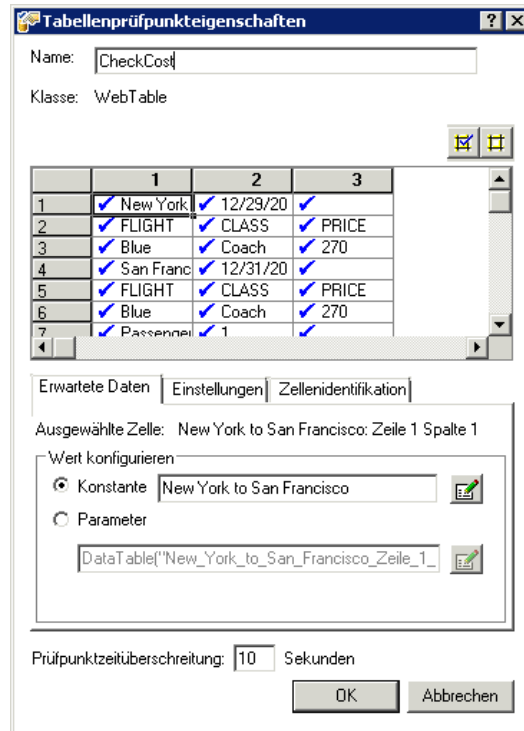 Tabellenprüfpunkteigenschaften
Name: CheckCost
Klasse: WebTable
1 2 3
1 New York 12/29/20
2 FLIGHT CLASS PRICE
3 Blue Coach 270
4 San Franc 12/31/20
5 FLIGHT CLASS PRICE
6 Blue Coach 270
7 Passenger 1
Erwartete Daten Einstellungen Zellenidentifikation
Ausgewählte Zelle: New York to San Francisco: Zeile 1 Spalte 1
Wert konfigurieren
Konstante New York to San Francisco
Parameter
DataTable("New_York_to_San_Francisco_Zeile_1_
Prüfpunktzeitüberschreitung: 10 Sekunden
OK Abbrechen